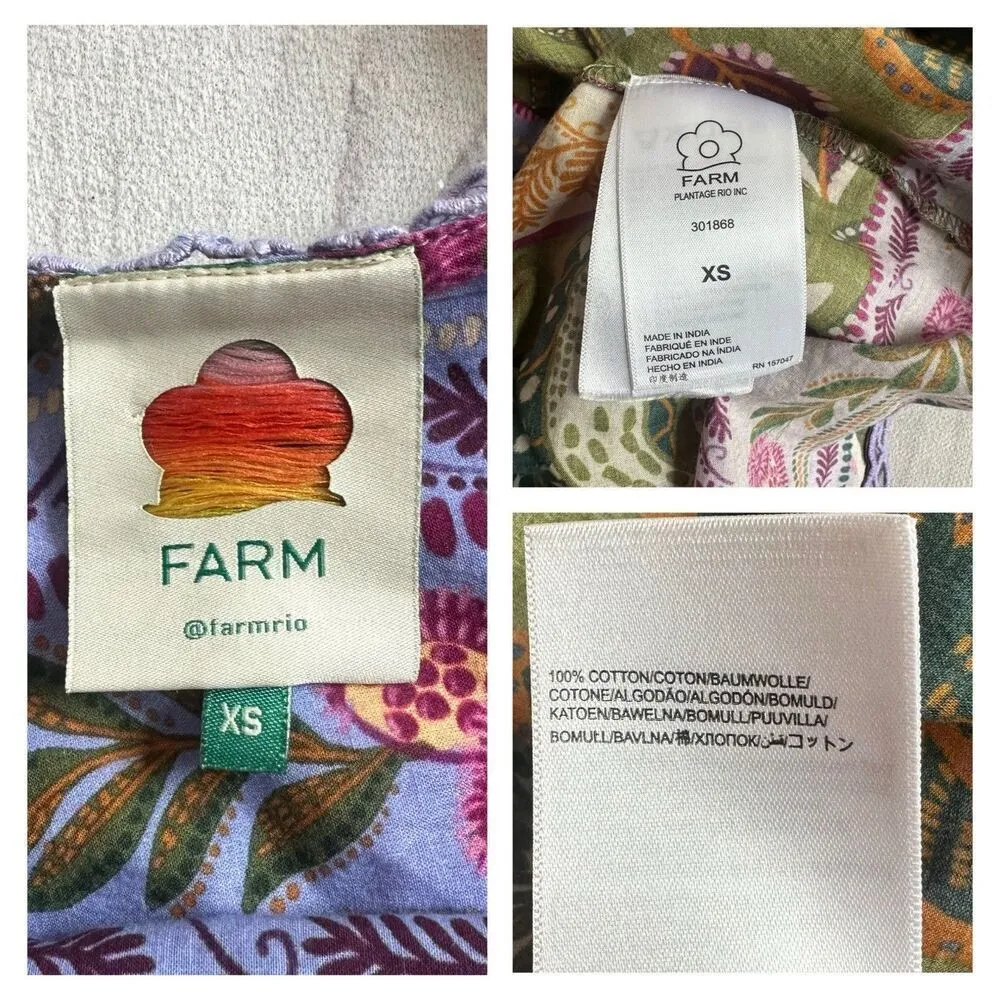 FARM
@farmrio
XS
FARM
PLANTAGE RIO INC
301868
XS
MADE IN INDIA
FABRIQUÉ EN INDE
FABRICADO NA ÍNDIA
HECHO EN INDIA
印度制造
RN 157047
100% COTTON/COTON/BAUMWOLLE/
COTONE/ALGODÃO/ALGODÓN/BOMULD/
KATOEN/BAWELNA/BOMULL/PUUVILLA/
BOMULL/BAVLNA/棉/ХЛОПОК/قطن/コットン